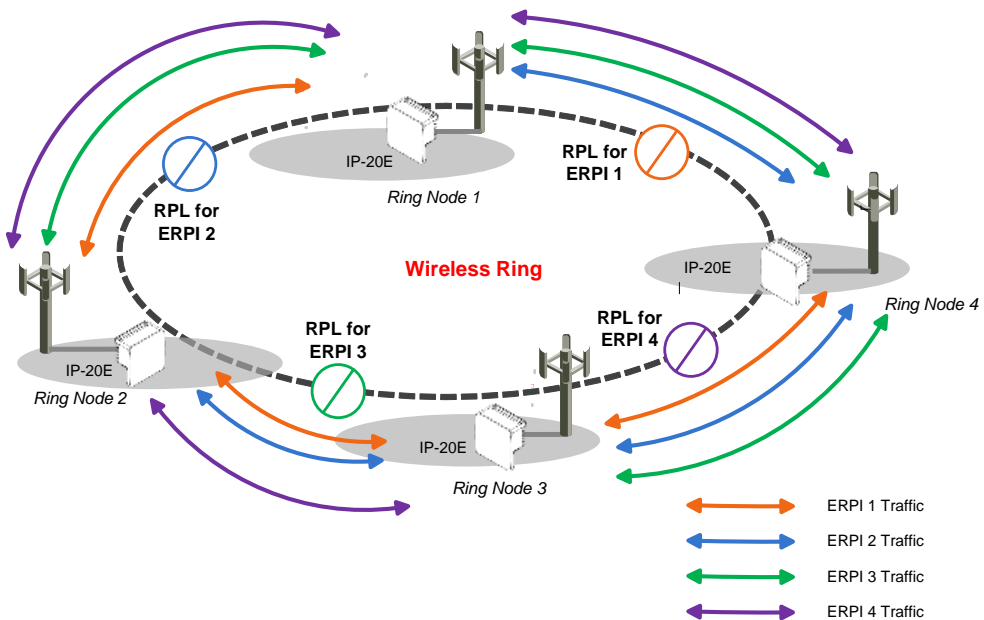 IP-20E
Ring Node 1
RPL for
ERPI 1
RPL for
ERPI 2
Wireless Ring
IP-20E
Ring Node 4
RPL for
ERPI 3
RPL for
ERPI 4
IP-20E
Ring Node 2
IP-20E
Ring Node 3
ERPI 1 Traffic
ERPI 2 Traffic
ERPI 3 Traffic
ERPI 4 Traffic